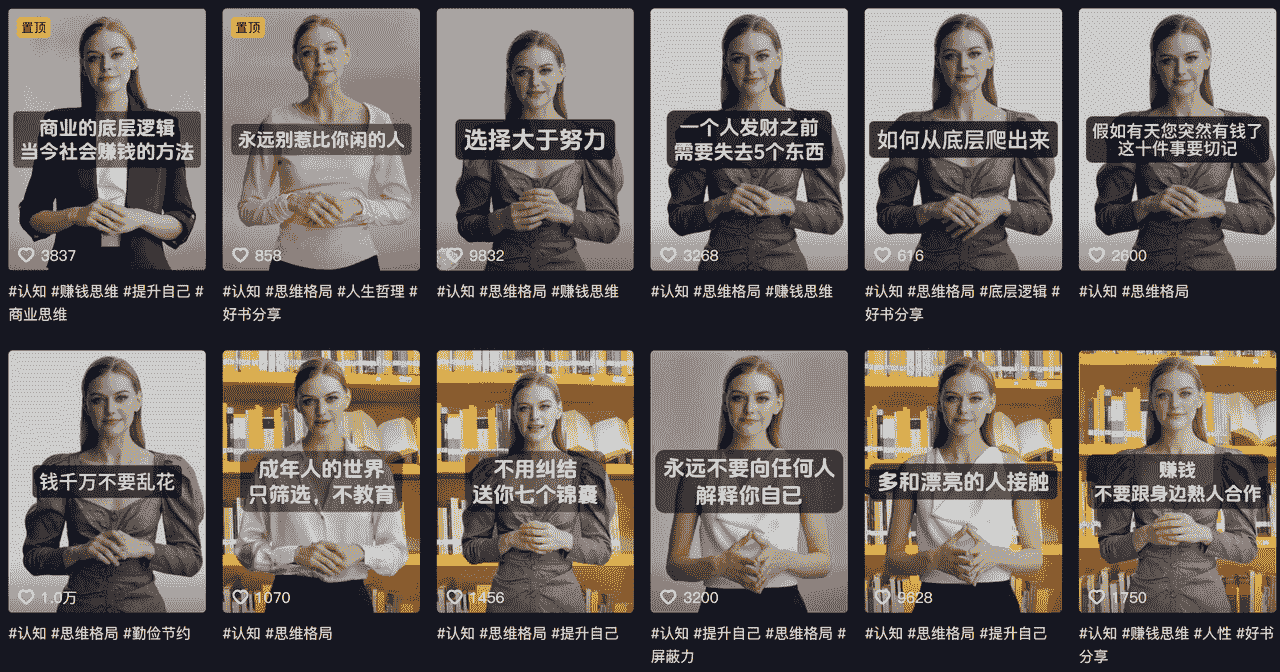 置顶
商业的底层逻辑
当今社会赚钱的方法
3837
#认知 #赚钱思维 #提升自己 #
商业思维
置顶
永远别惹比你闲的人
858
#认知 #思维格局 #人生哲理 #
好书分享
选择大于努力
9832
#认知 #思维格局 #赚钱思维
一个人发财之前
需要失去5个东西
3268
#认知 #思维格局 #赚钱思维
如何从底层爬出来
616
#认知 #思维格局 #底层逻辑 #
好书分享
假如有天您突然有钱了
这十件事要切记
2600
#认知 #思维格局
钱千万不要乱花
1.0万
#认知 #思维格局 #勤俭节约
成年人的世界
只筛选，不教育
1070
#认知 #思维格局
不用纠结
送你七个锦囊
1456
#认知 #思维格局 #提升自己
永远不要向任何人
解释你自己
3200
#认知 #提升自己 #思维格局 #
屏蔽力
多和漂亮的人接触
9628
#认知 #思维格局 #提升自己
赚钱
不要跟身边熟人合作
1750
#认知 #赚钱思维 #人性 #好书
分享